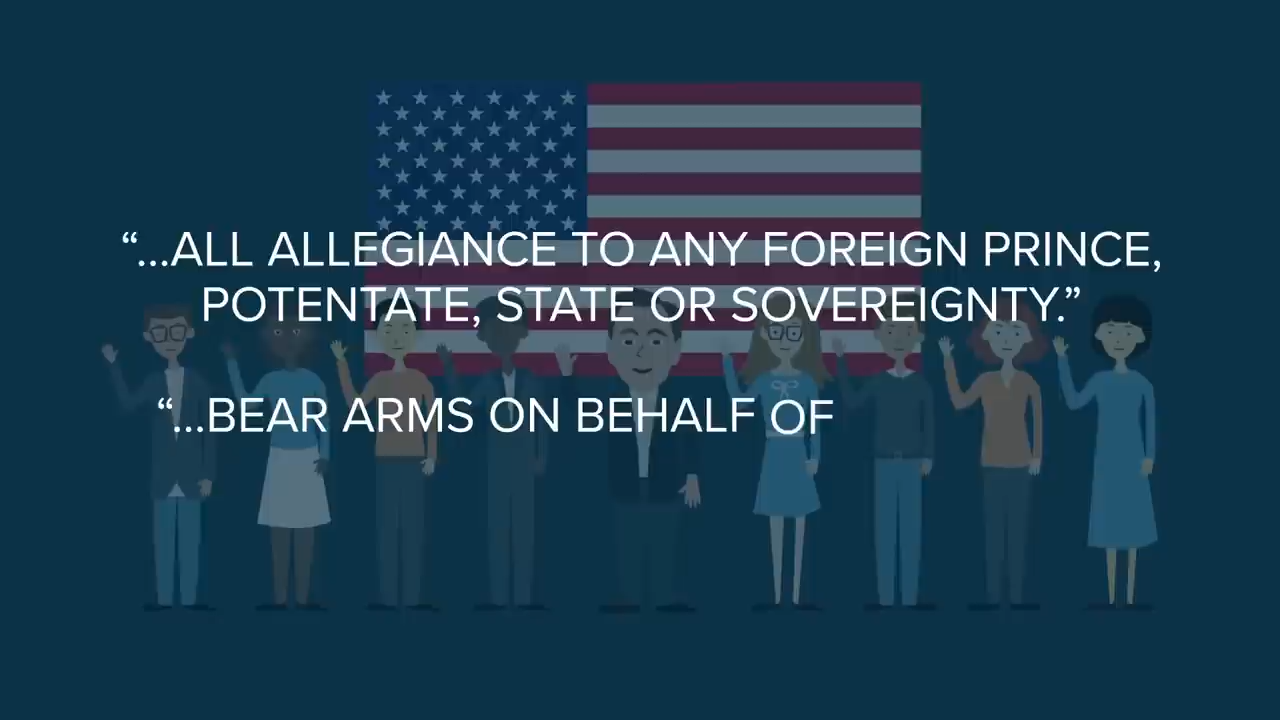 “...ALL ALLEGIANCE TO ANY FOREIGN PRINCE,
POTENTATE, STATE OR SOVEREIGNTY.”
“...BEAR ARMS ON BEHALF OF